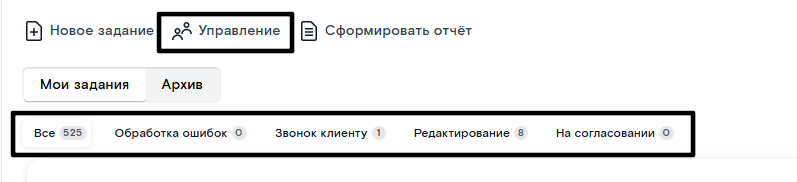 Новое задание Управление Сформировать отчёт
Мои задания Архив
Все 525 Обработка ошибок 0 Звонок клиенту 1 Редактирование 8 На согласовании 0